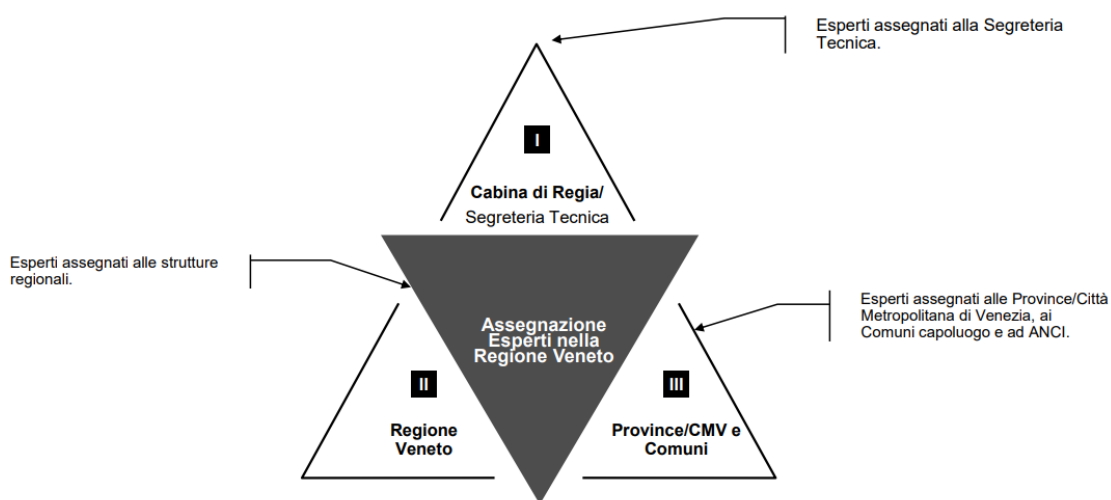 Esperti assegnati alla Segreteria
Tecnica.
I
Cabina di Regia/
Segreteria Tecnica
Esperti assegnati alle strutture
regionali.
Assegnazione
Esperti nella
Regione Veneto
Esperti assegnati alle Province/Città
Metropolitana di Venezia, ai
Comuni capoluogo e ad ANCI.
II
Regione
Veneto
III
Province/CMV e
Comuni